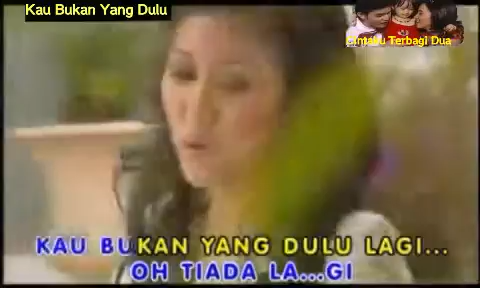 Kau Bukan Yang Dulu
Cintaku Terbagi Dua
KAU BUKAN YANG DULU LAGI...
OH TIADA LA...GI